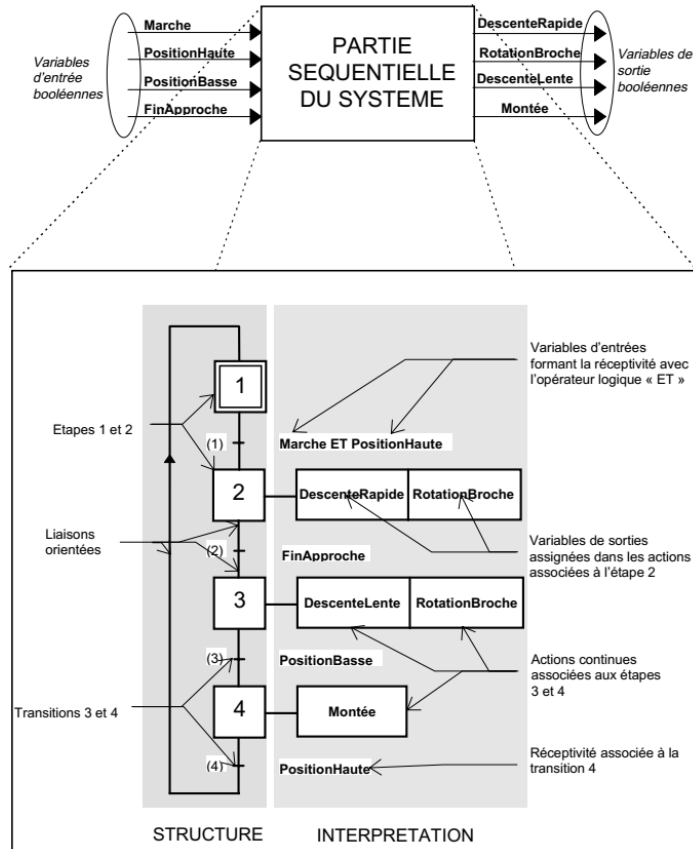 Variables
d'entrée
booléennes
Marche
PositionHaute
PositionBasse
FinApproche
PARTIE
SEQUENTIELLE
DU SYSTEME
DescenteRapide
RotationBroche
DescenteLente
Montée
Variables de
sortie
booléennes
Variables d'entrées
formant la réceptivité avec
l'opérateur logique « ET »
1
Etapes 1 et 2
(1)
Marche ET PositionHaute
2
DescenteRapide
RotationBroche
Liaisons
orientées
(2)
FinApproche
Variables de sorties
assignées dans les actions
associées à l'étape 2
3
DescenteLente
RotationBroche
(3)
PositionBasse
Actions continues
associées aux étapes
3 et 4
Transitions 3 et 4
4
Montée
(4)
PositionHaute
Réceptivité associée à la
transition 4
STRUCTURE
INTERPRETATION